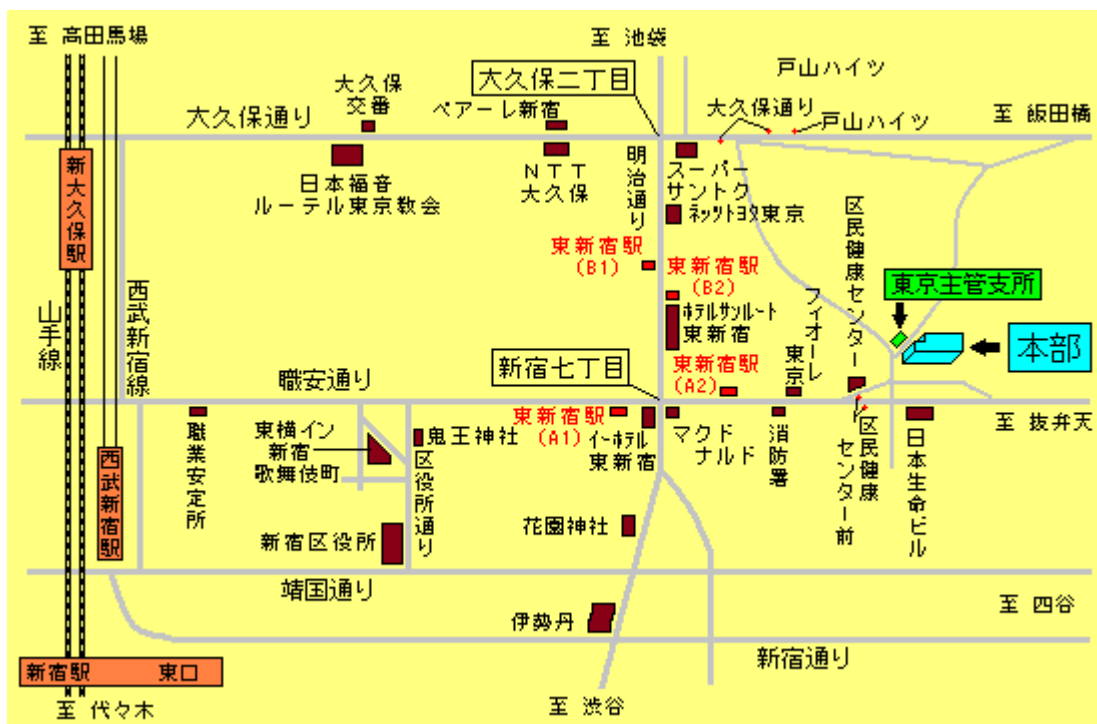 至 高田馬場
至 池袋
戸山ハイツ
大久保二丁目
大久保
交番
ペアーレ新宿
大久保通り
戸山ハイツ
至 飯田橋
大久保通り
新大久保駅
日本福音
ルーテル東京教会
NTT
大久保
明治通り
スーパー
サントク
ネッツトヨタ東京
区民健康センター
東新宿駅
(B1)
東新宿駅
(B2)
東京主管支所
フィオーレ
東京
ホテルサンルート
東新宿
本部
山手線
西武新宿線
新宿七丁目
東新宿駅
(A2)
職安通り
東新宿駅
(A1)
至 抜弁天
職業安定所
東横イン
新宿
歌舞伎町
鬼王神社
区役所通り
イーホテル
東新宿
マクド
ナルド
消防署
区民健康
センター前
日本生命ビル
西武新宿駅
新宿区役所
花園神社
靖国通り
至 四谷
伊勢丹
新宿通り
新宿駅 東口
至 代々木
至 渋谷